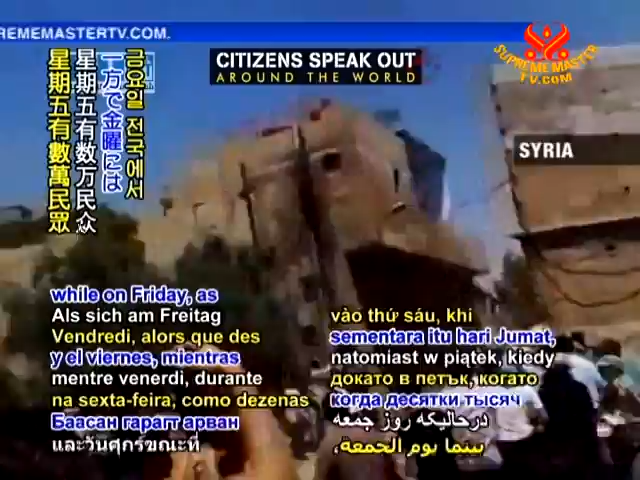 REMEMASTERTV.COM.
CITIZENS SPEAK OUT
AROUND THE WORLD
SUPREME MASTER
TV.COM
SYRIA
금요일 전국에서
一方で金曜には
星期五有数万民众
星期五有數萬民眾
while on Friday, as
Als sich am Freitag
Vendredi, alors que des
y el viernes, mientras
mentre venerdi, durante
na sexta-feira, como dezenas
Баасан гарагт арван
และวันศุกร์ขณะที่
vào thứ sáu, khi
sementara itu hari Jumat,
natomiast w piątek, kiedy
докато в петък, когато
когда десятки тысяч
درحالیکه روز جمعه
بينما يوم الجمعة،